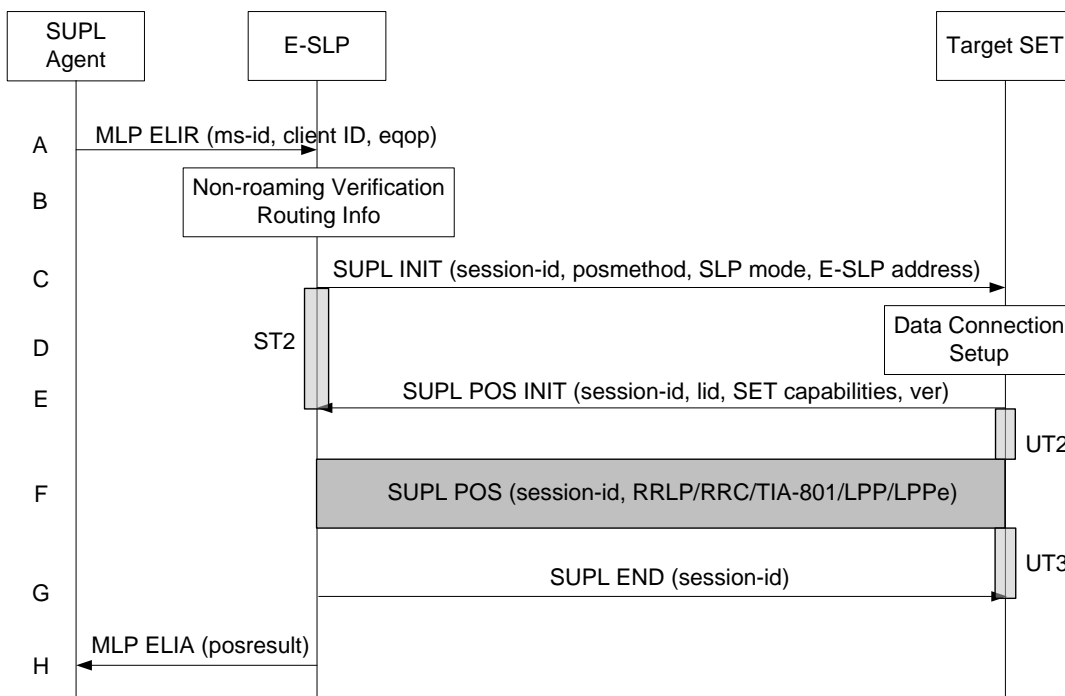 SUPL
Agent
E-SLP
Target SET
A
MLP ELIR (ms-id, client ID, eqop)
B
Non-roaming Verification
Routing Info
C
SUPL INIT (session-id, posmethod, SLP mode, E-SLP address)
D
ST2
Data Connection
Setup
E
SUPL POS INIT (session-id, lid, SET capabilities, ver)
UT2
F
SUPL POS (session-id, RRLP/RRC/TIA-801/LPP/LPPe)
UT3
G
SUPL END (session-id)
H
MLP ELIA (posresult)